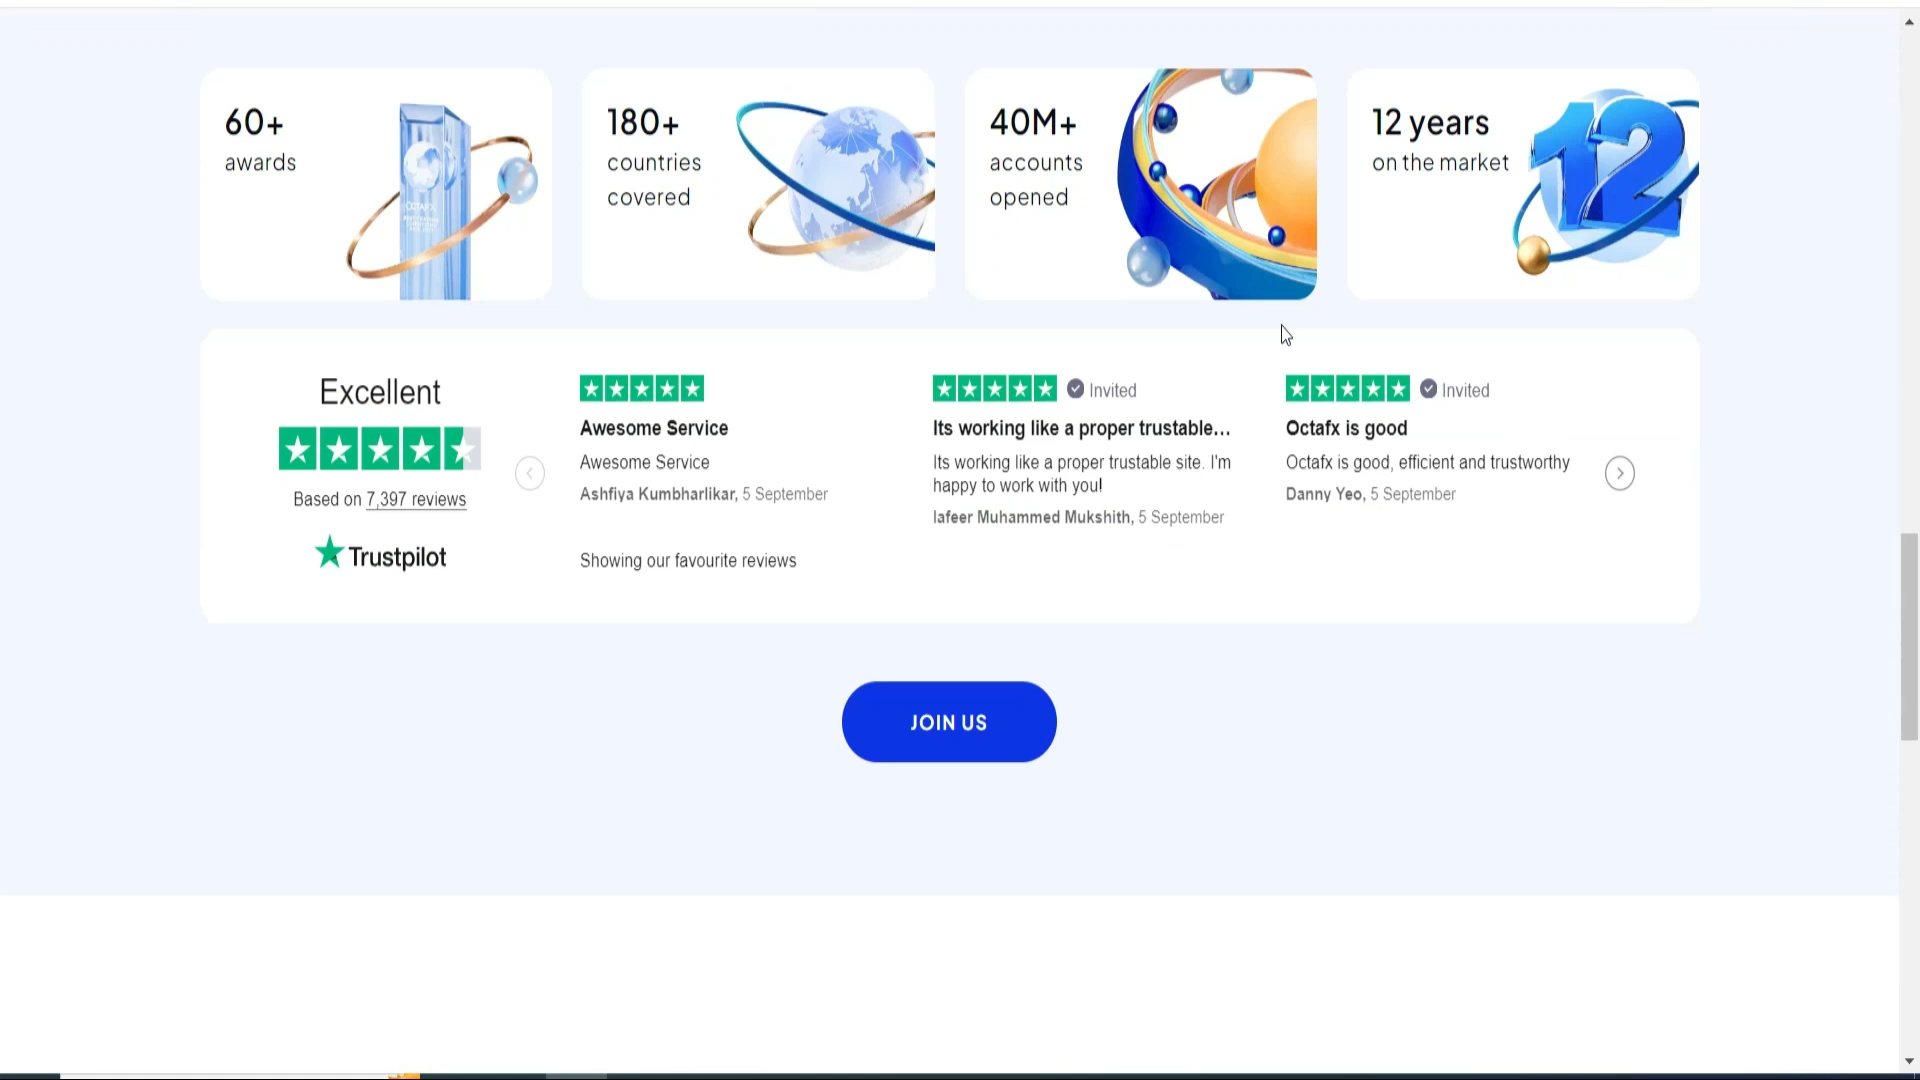 60+
awards
180+
countries
covered
40M+
accounts
opened
12 years
on the market
12
OCTAFX
Excellent
Based on 7,397 reviews
Trustpilot
Awesome Service
Awesome Service
Ashfiya Kumbharlikar, 5 September
Showing our favourite reviews
Invited
Its working like a proper trustable...
Its working like a proper trustable site. I'm
happy to work with you!
Iafeer Muhammed Mukshith, 5 September
Invited
Octafx is good
Octafx is good, efficient and trustworthy
Danny Yeo, 5 September
JOIN US